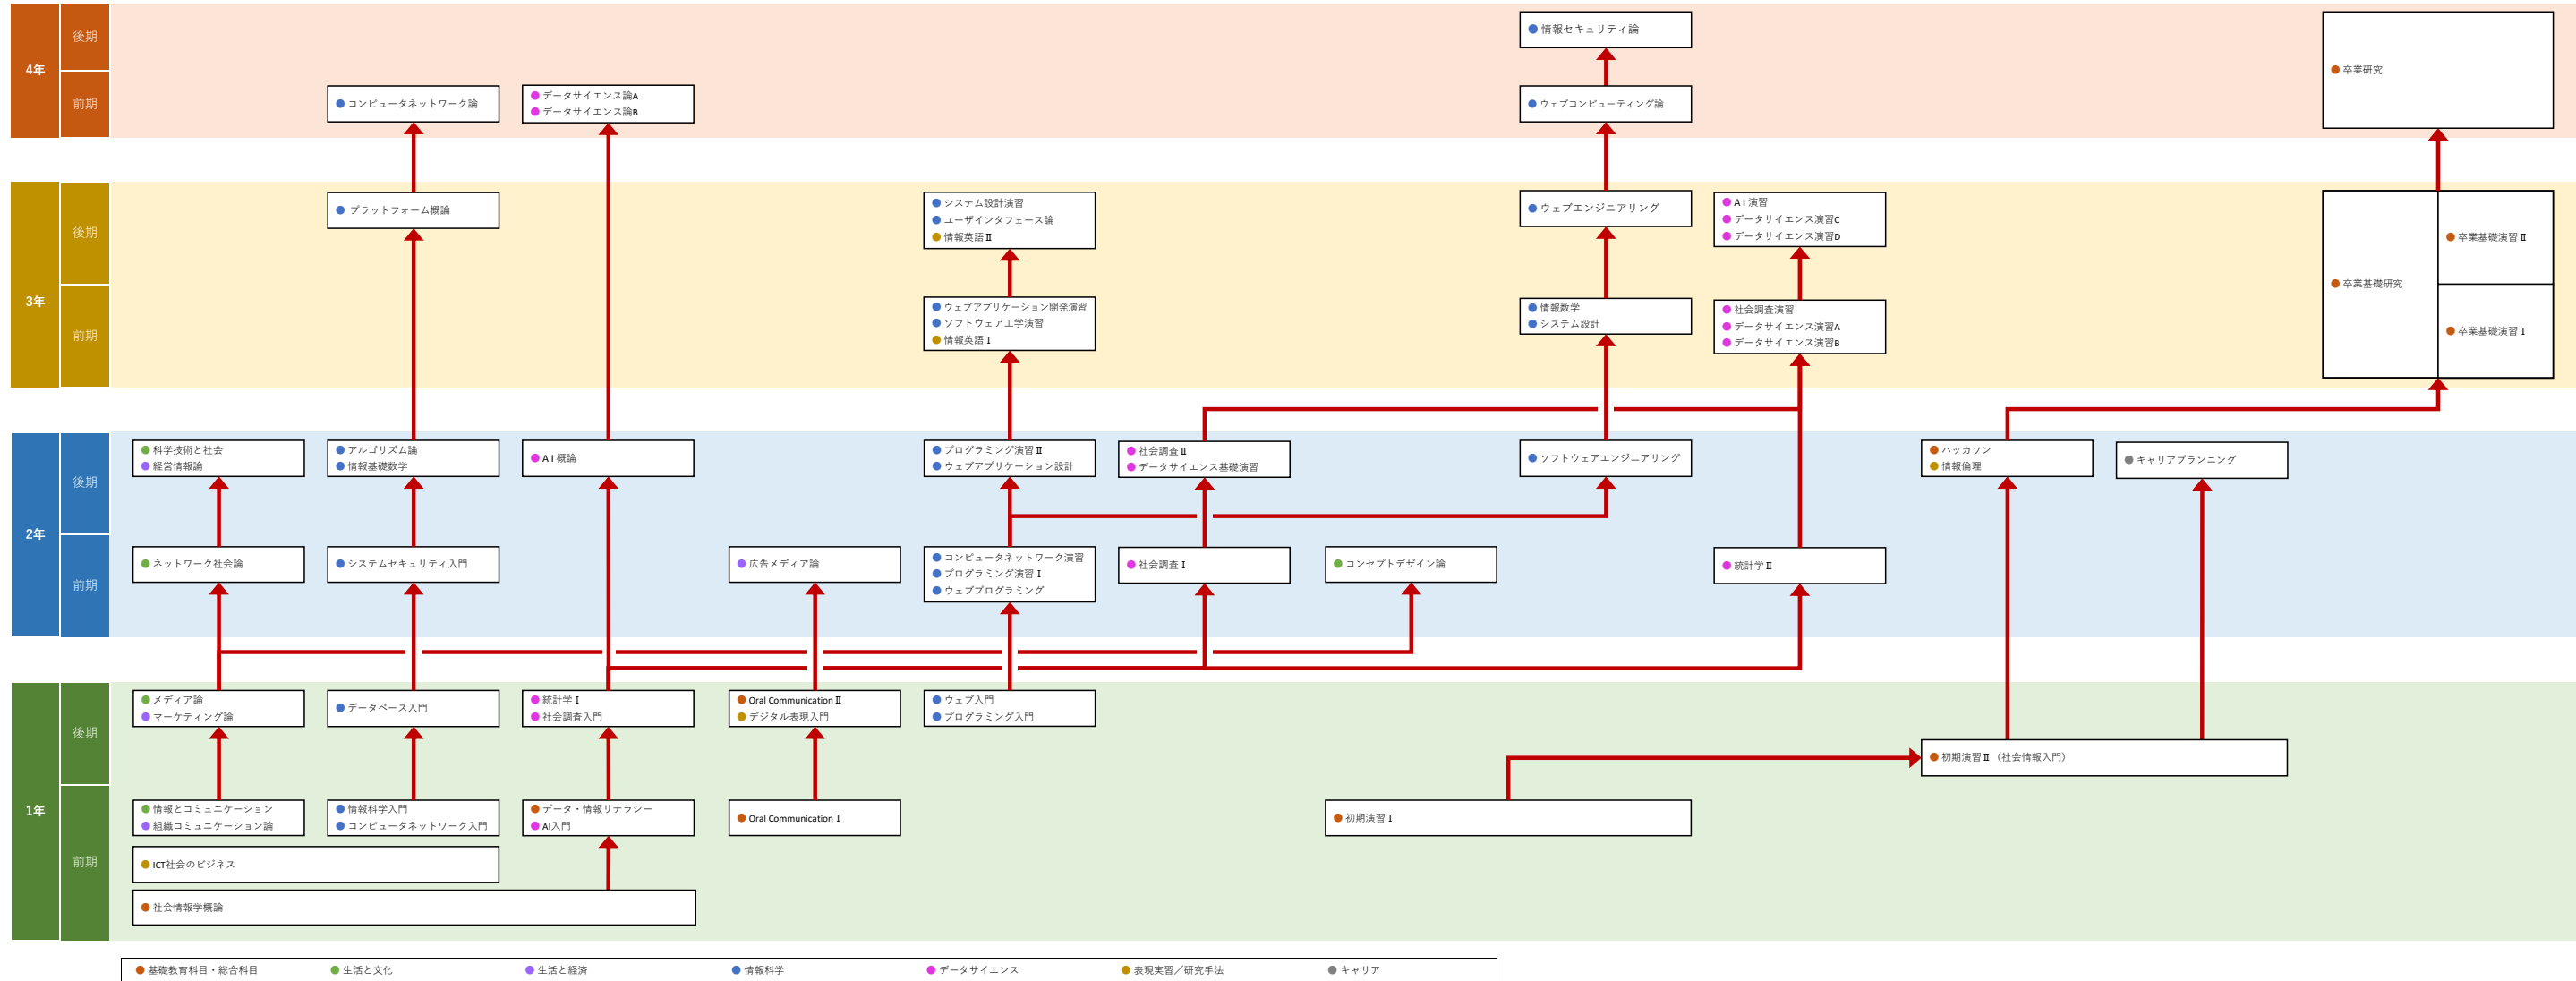 4年
後期
情報セキュリティ論
卒業研究
前期
コンピュータネットワーク論
データサイエンス論A
データサイエンス論B
ウェブコンピューティング論
3年
後期
プラットフォーム概論
システム設計演習
ユーザインタフェース論
情報英語Ⅱ
ウェブエンジニアリング
AI演習
データサイエンス演習C
データサイエンス演習D
卒業基礎研究
卒業基礎演習Ⅱ
前期
ウェブアプリケーション開発演習
ソフトウェア工学演習
情報英語Ⅰ
情報数学
システム設計
社会調査演習
データサイエンス演習A
データサイエンス演習B
卒業基礎演習Ⅰ
2年
後期
科学技術と社会
経営情報論
アルゴリズム論
情報基礎数学
AI概論
プログラミング演習Ⅱ
ウェブアプリケーション設計
社会調査Ⅱ
データサイエンス基礎演習
ソフトウェアエンジニアリング
ハッカソン
情報倫理
キャリアプランニング
前期
ネットワーク社会論
システムセキュリティ入門
広告メディア論
コンピュータネットワーク演習
プログラミング演習Ⅰ
ウェブプログラミング
社会調査Ⅰ
コンセプトデザイン論
統計学Ⅱ
1年
後期
メディア論
マーケティング論
データベース入門
統計学Ⅰ
社会調査入門
Oral CommunicationⅡ
デジタル表現入門
ウェブ入門
プログラミング入門
初期演習Ⅱ（社会情報入門）
前期
情報とコミュニケーション
組織コミュニケーション論
情報科学入門
コンピュータネットワーク入門
データ・情報リテラシー
AI入門
Oral CommunicationⅠ
初期演習Ⅰ
ICT社会のビジネス
社会情報学概論
基礎教育科目・総合科目 生活と文化 生活と経済 情報科学 データサイエンス 表現実習／研究手法 キャリア